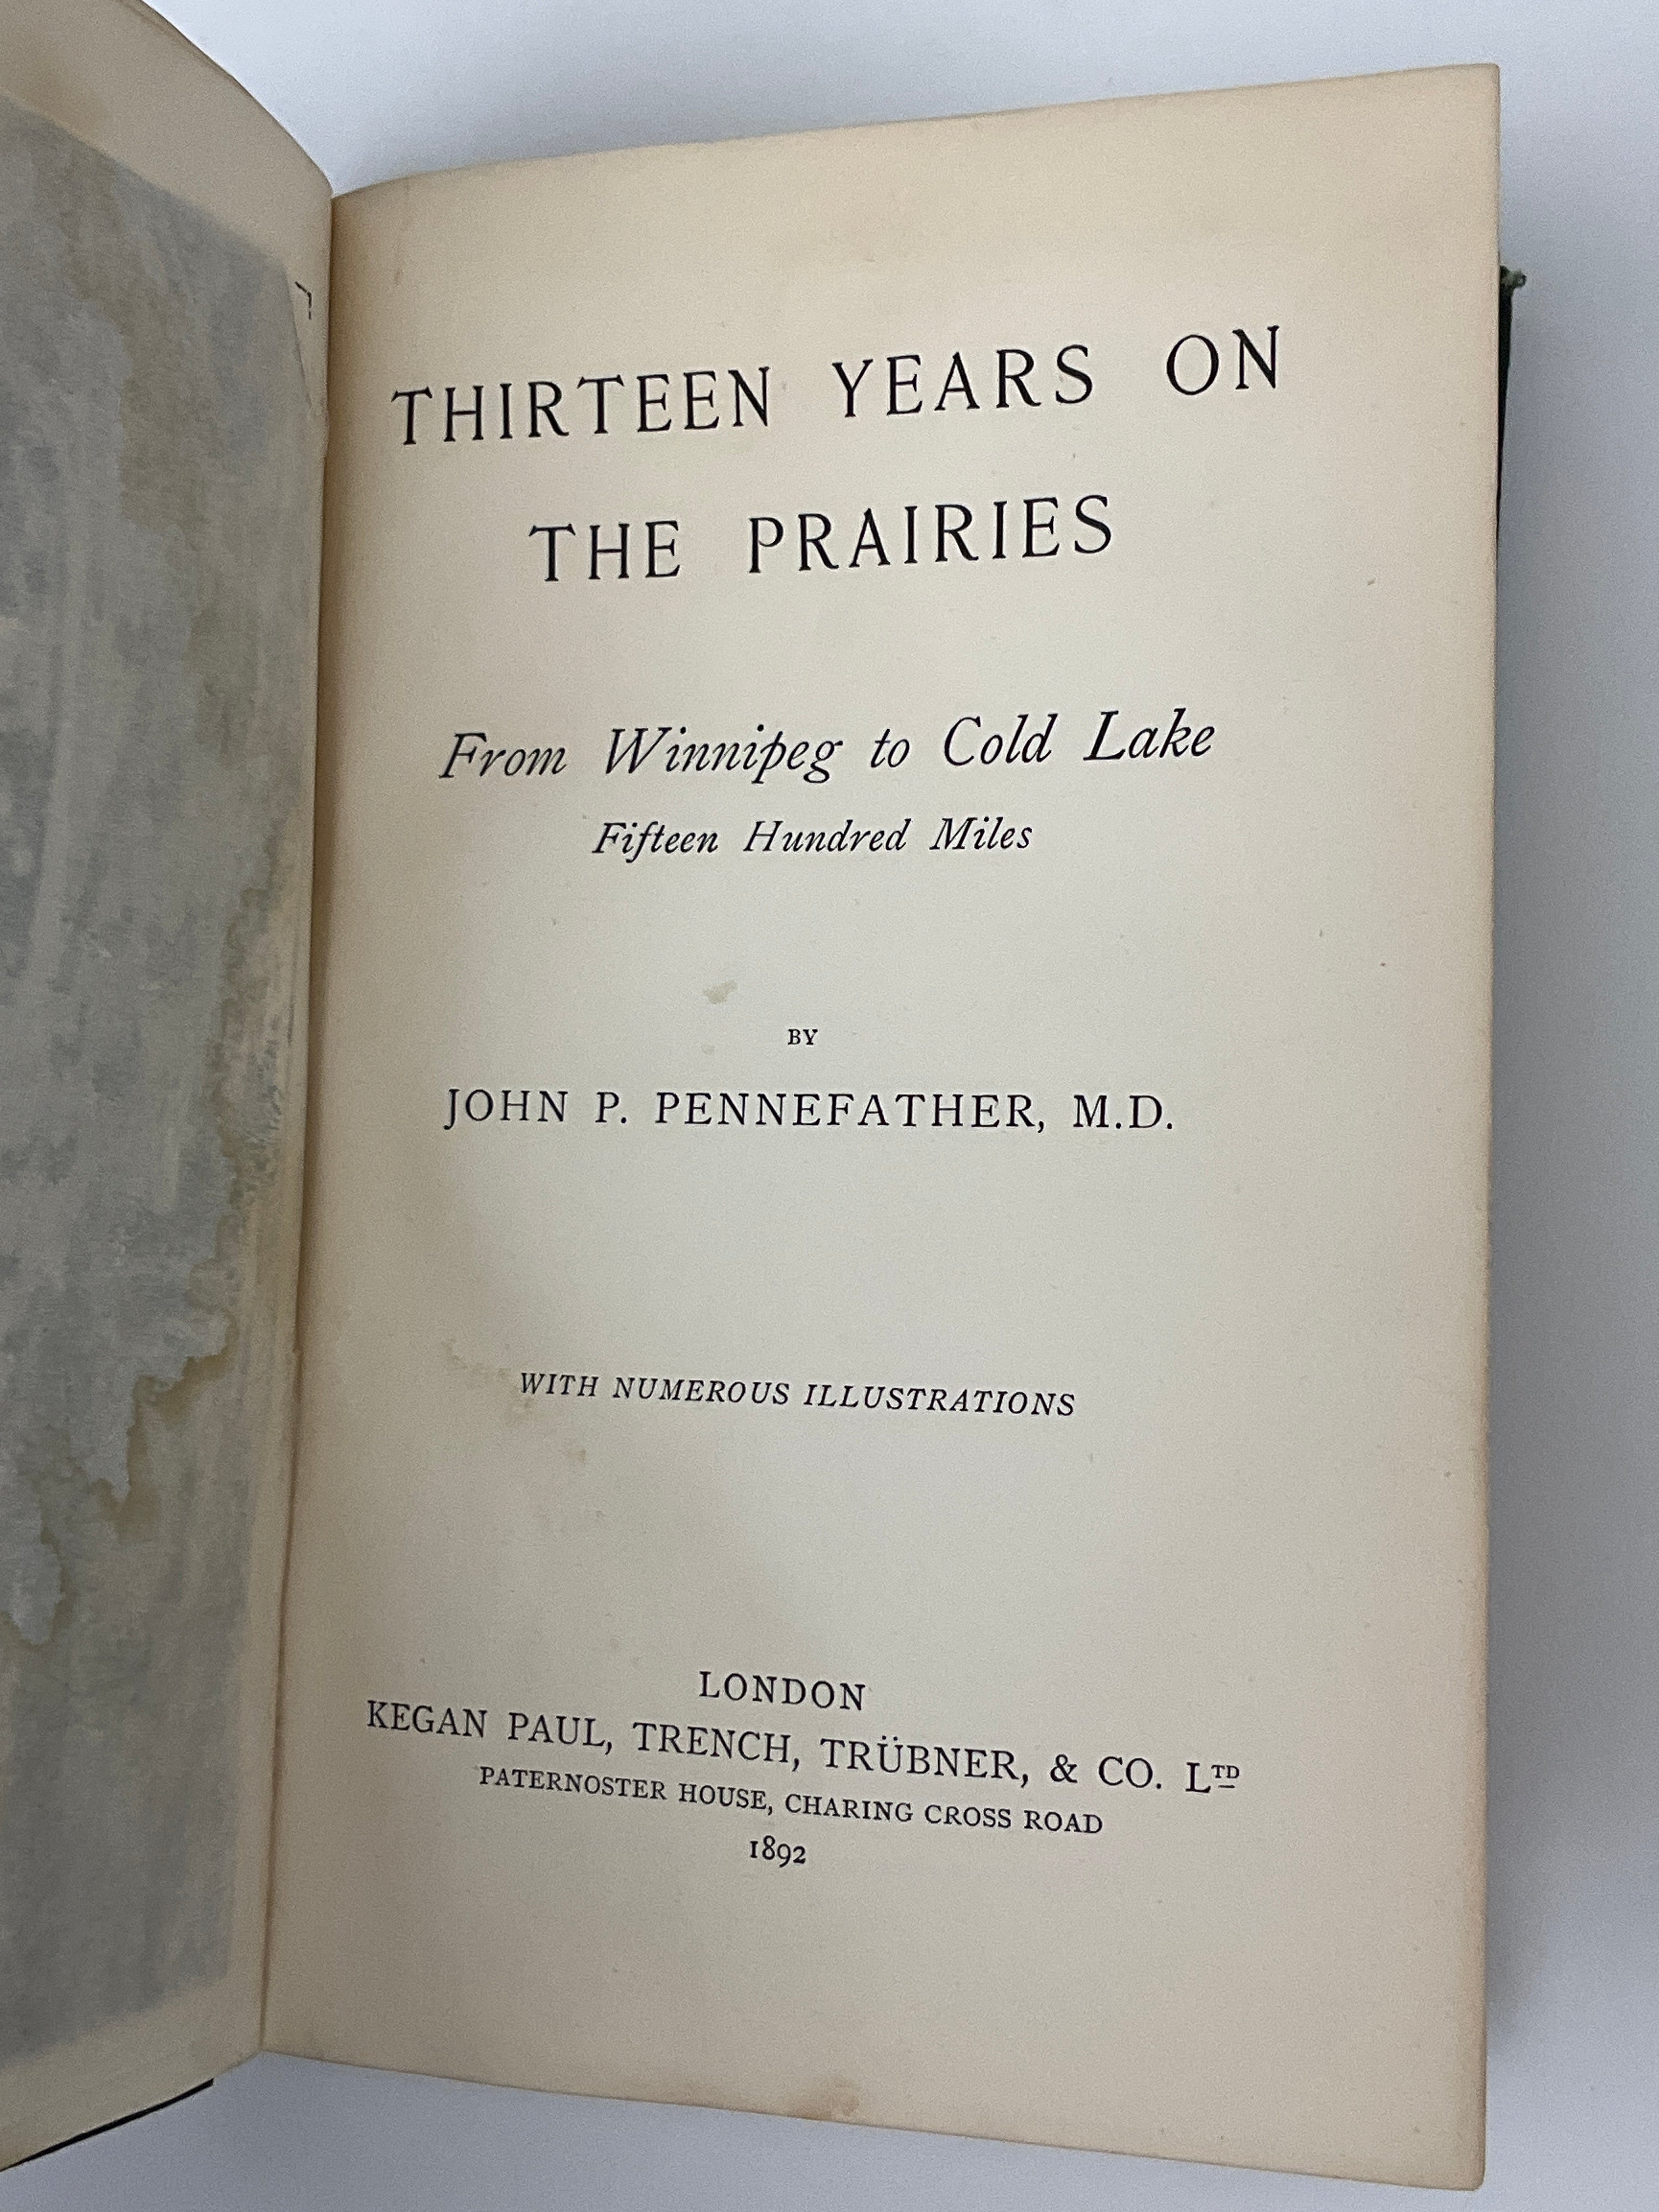 THIRTEEN YEARS ON
THE PRAIRIES
From Winnipeg to Cold Lake
Fifteen Hundred Miles
BY
JOHN P. PENNEFATHER, M.D.
WITH NUMEROUS ILLUSTRATIONS
LONDON
KEGAN PAUL, TRENCH, TRÜBNER, & CO. LTD
PATERNOSTER HOUSE, CHARING CROSS ROAD
1892